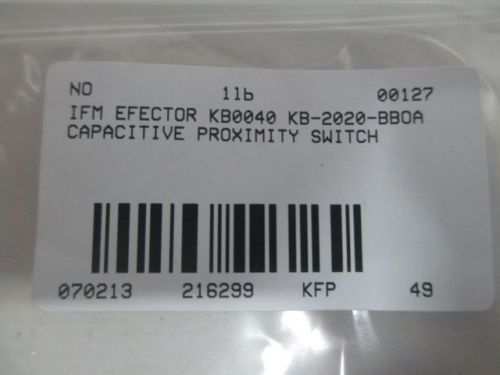 NO 1lb 00127
IFM EFECTOR KB0040 KB-2020-BBOA
CAPACITIVE PROXIMITY SWITCH
070213 216299 KFP 49